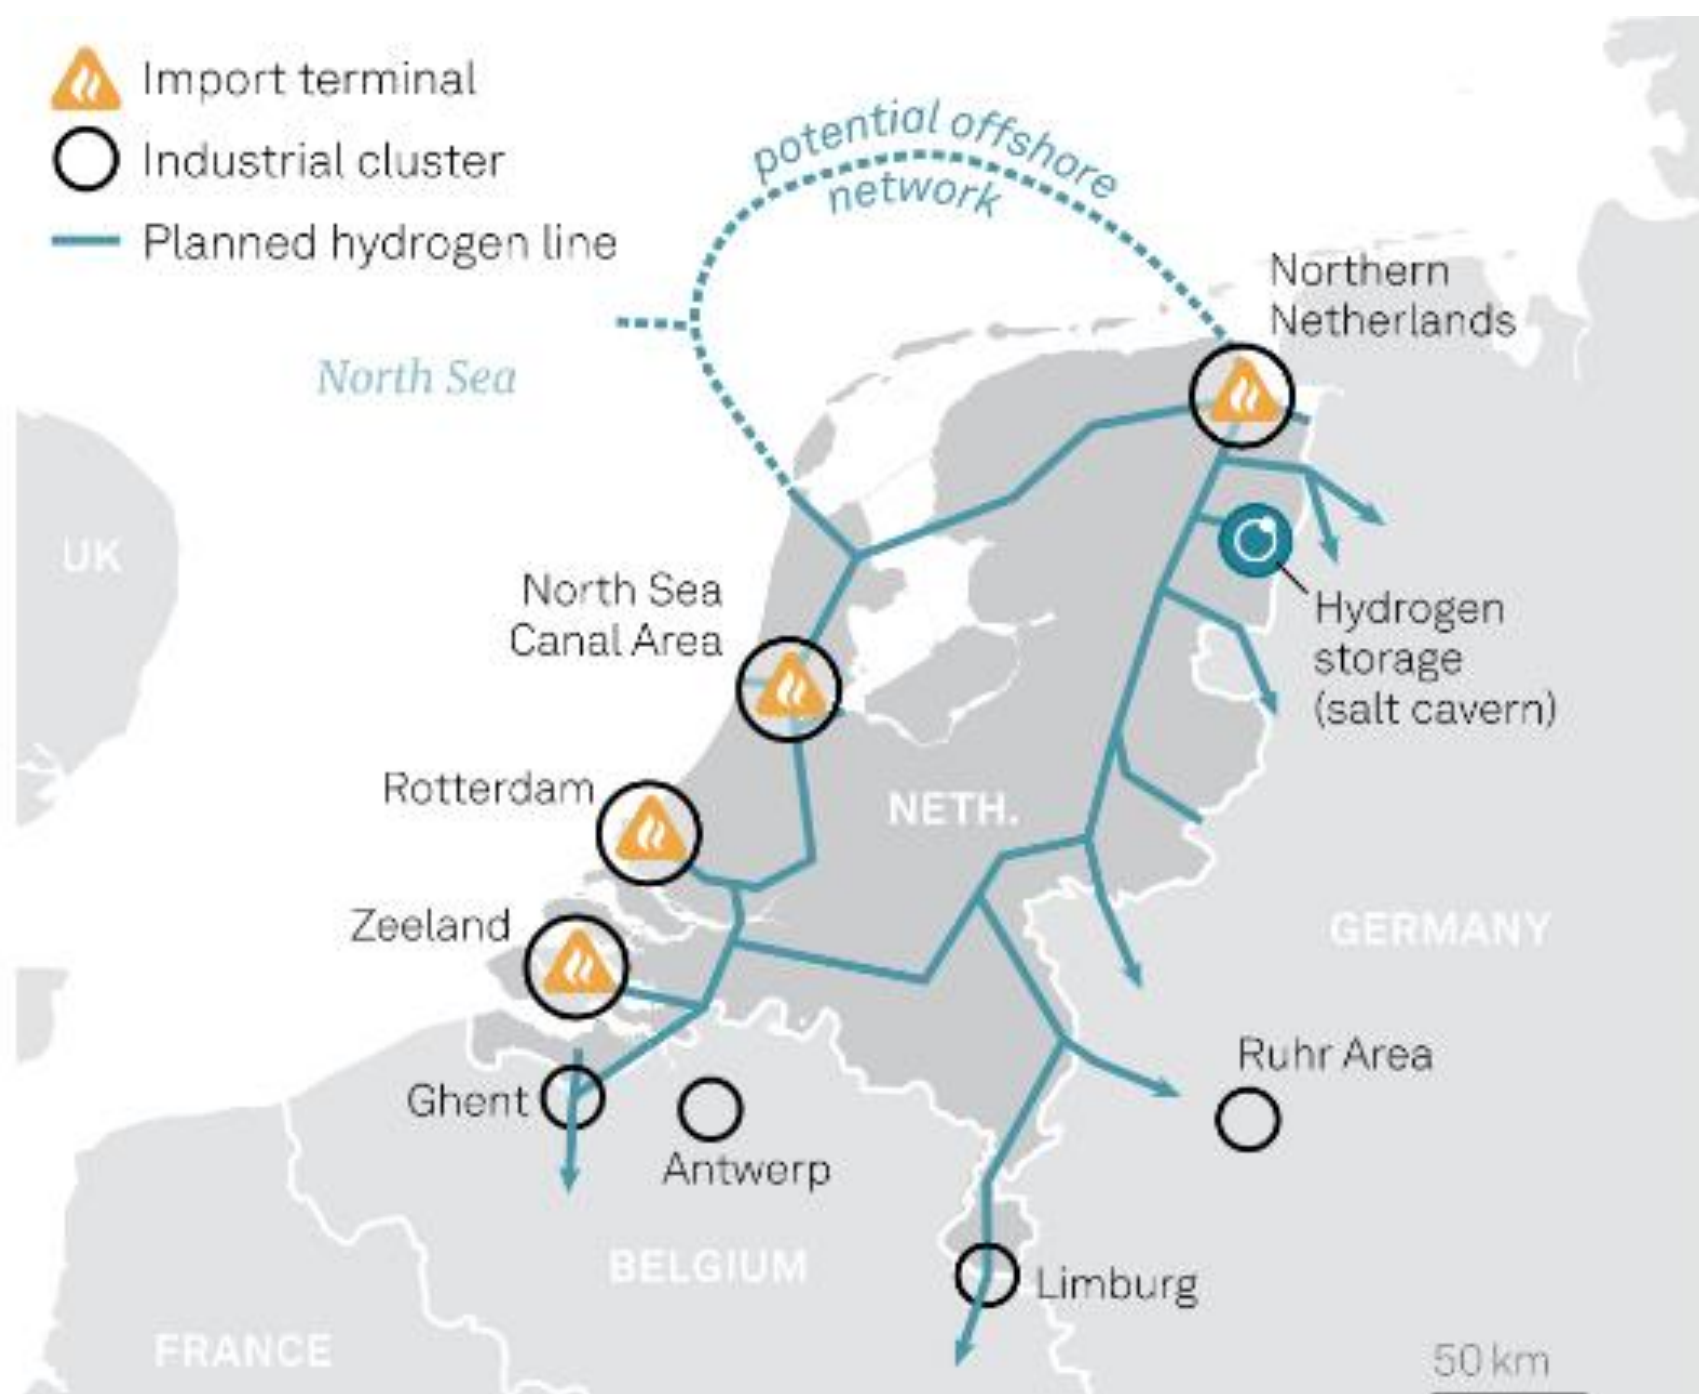 Import terminal
Industrial cluster
Planned hydrogen line
potential offshore
network
Northern
Netherlands
North Sea
UK
North Sea
Canal Area
Hydrogen
storage
(salt cavern)
Rotterdam
NETH.
Zeeland
GERMANY
Ruhr Area
Ghent
Antwerp
BELGIUM
Limburg
FRANCE
50 km